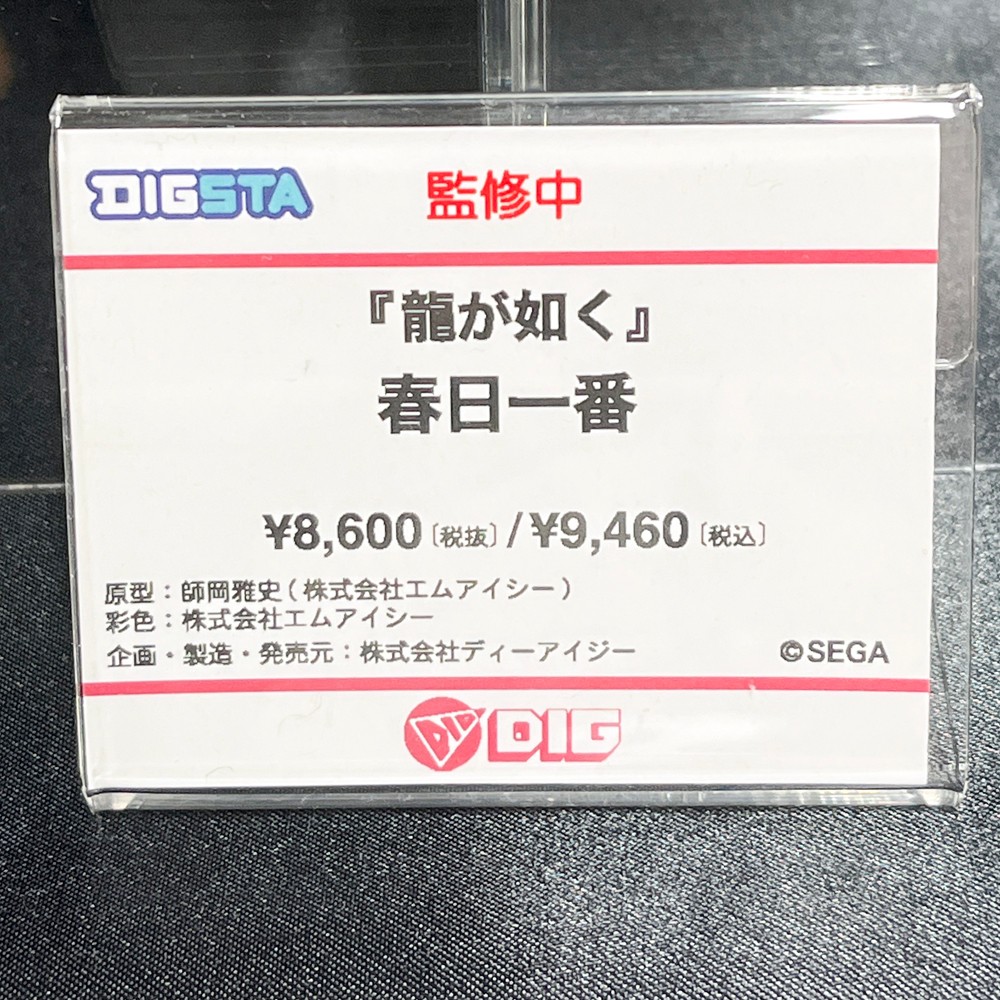 DIGSTA 監修中
『龍が如く』
春日一番
¥8,600〔税抜〕/¥9,460〔税込〕
原型：師岡雅史（株式会社エムアイシー）
彩色：株式会社エムアイシー
企画・製造・発売元：株式会社ディーアイジー ©SEGA
DIG DIG